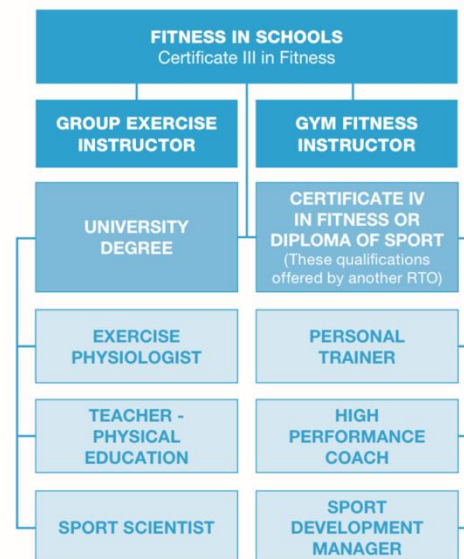 FITNESS IN SCHOOLS
Certificate III in Fitness
GROUP EXERCISE
INSTRUCTOR
GYM FITNESS
INSTRUCTOR
UNIVERSITY
DEGREE
CERTIFICATE IV
IN FITNESS OR
DIPLOMA OF SPORT
(These qualifications
offered by another RTO)
EXERCISE
PHYSIOLOGIST
PERSONAL
TRAINER
TEACHER -
PHYSICAL
EDUCATION
HIGH
PERFORMANCE
COACH
SPORT SCIENTIST
SPORT
DEVELOPMENT
MANAGER